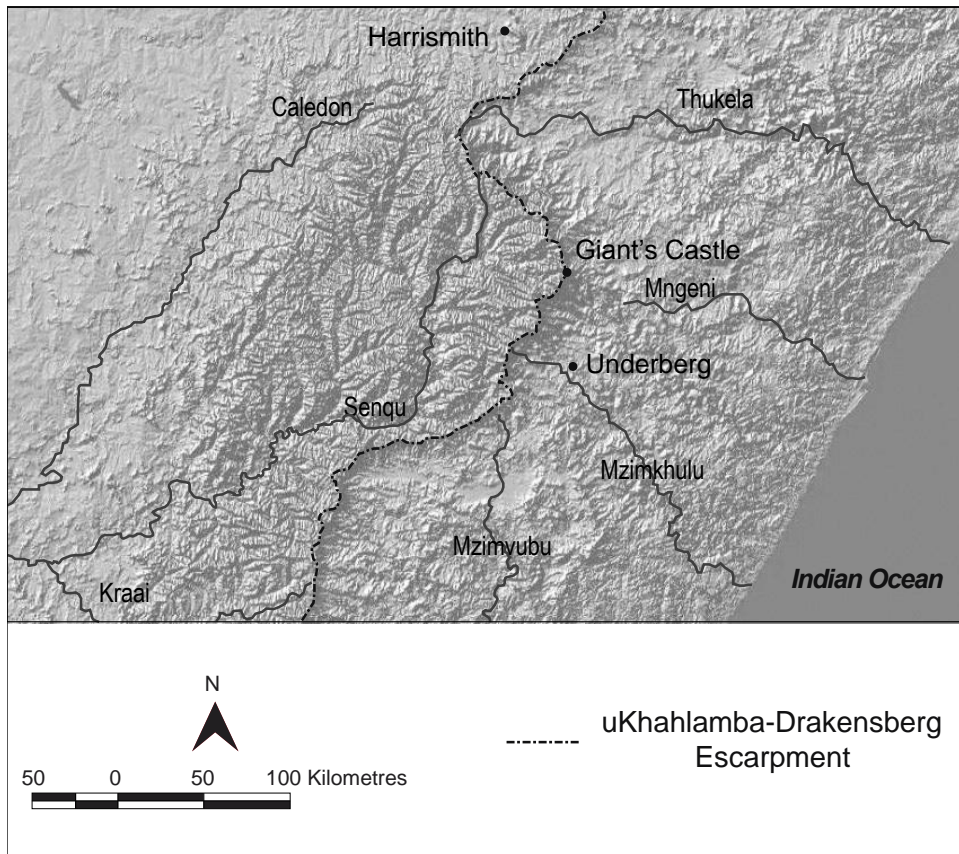 Harrismith
Caledon
Thukela
Giant's Castle
Mngeni
Underberg
Senqu
Mzimkhulu
Mzimvubu
Indian Ocean
Kraai
N
uKhahlamba-Drakensberg
Escarpment
50 0 50 100 Kilometres